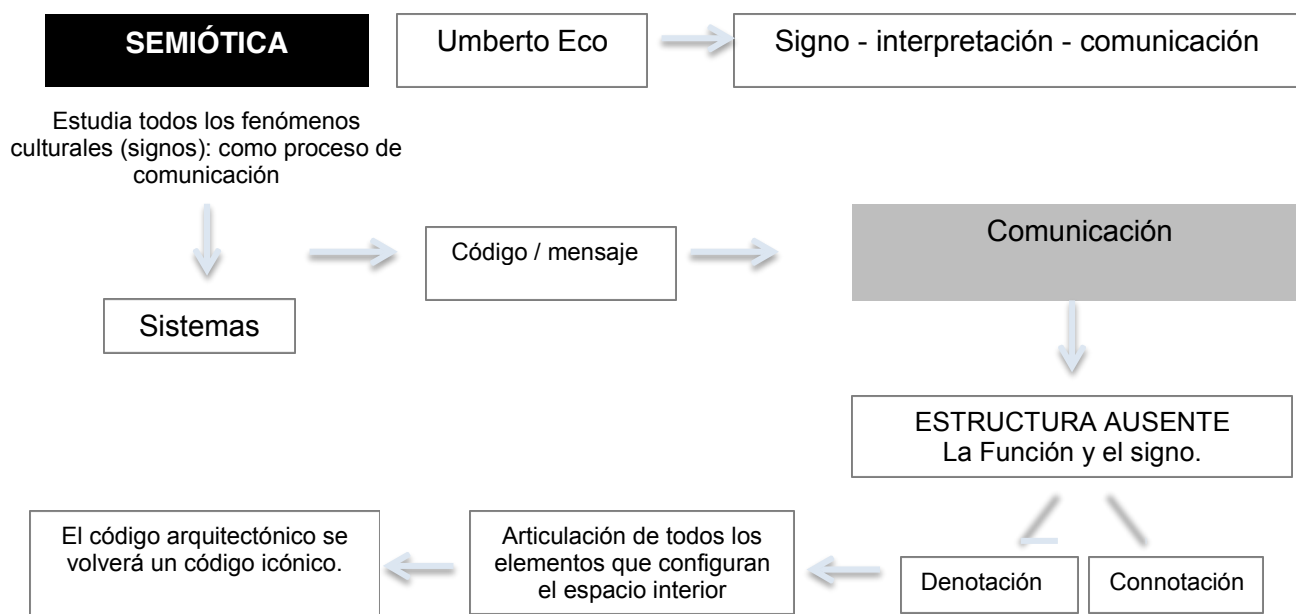 SEMIÓTICA
Umberto Eco
Signo - interpretación - comunicación
Estudia todos los fenómenos
culturales (signos): como proceso de
comunicación
Sistemas
Código / mensaje
Comunicación
ESTRUCTURA AUSENTE
La Función y el signo.
Denotación
Connotación
Articulación de todos los
elementos que configuran
el espacio interior
El código arquitectónico se
volverá un código icónico.